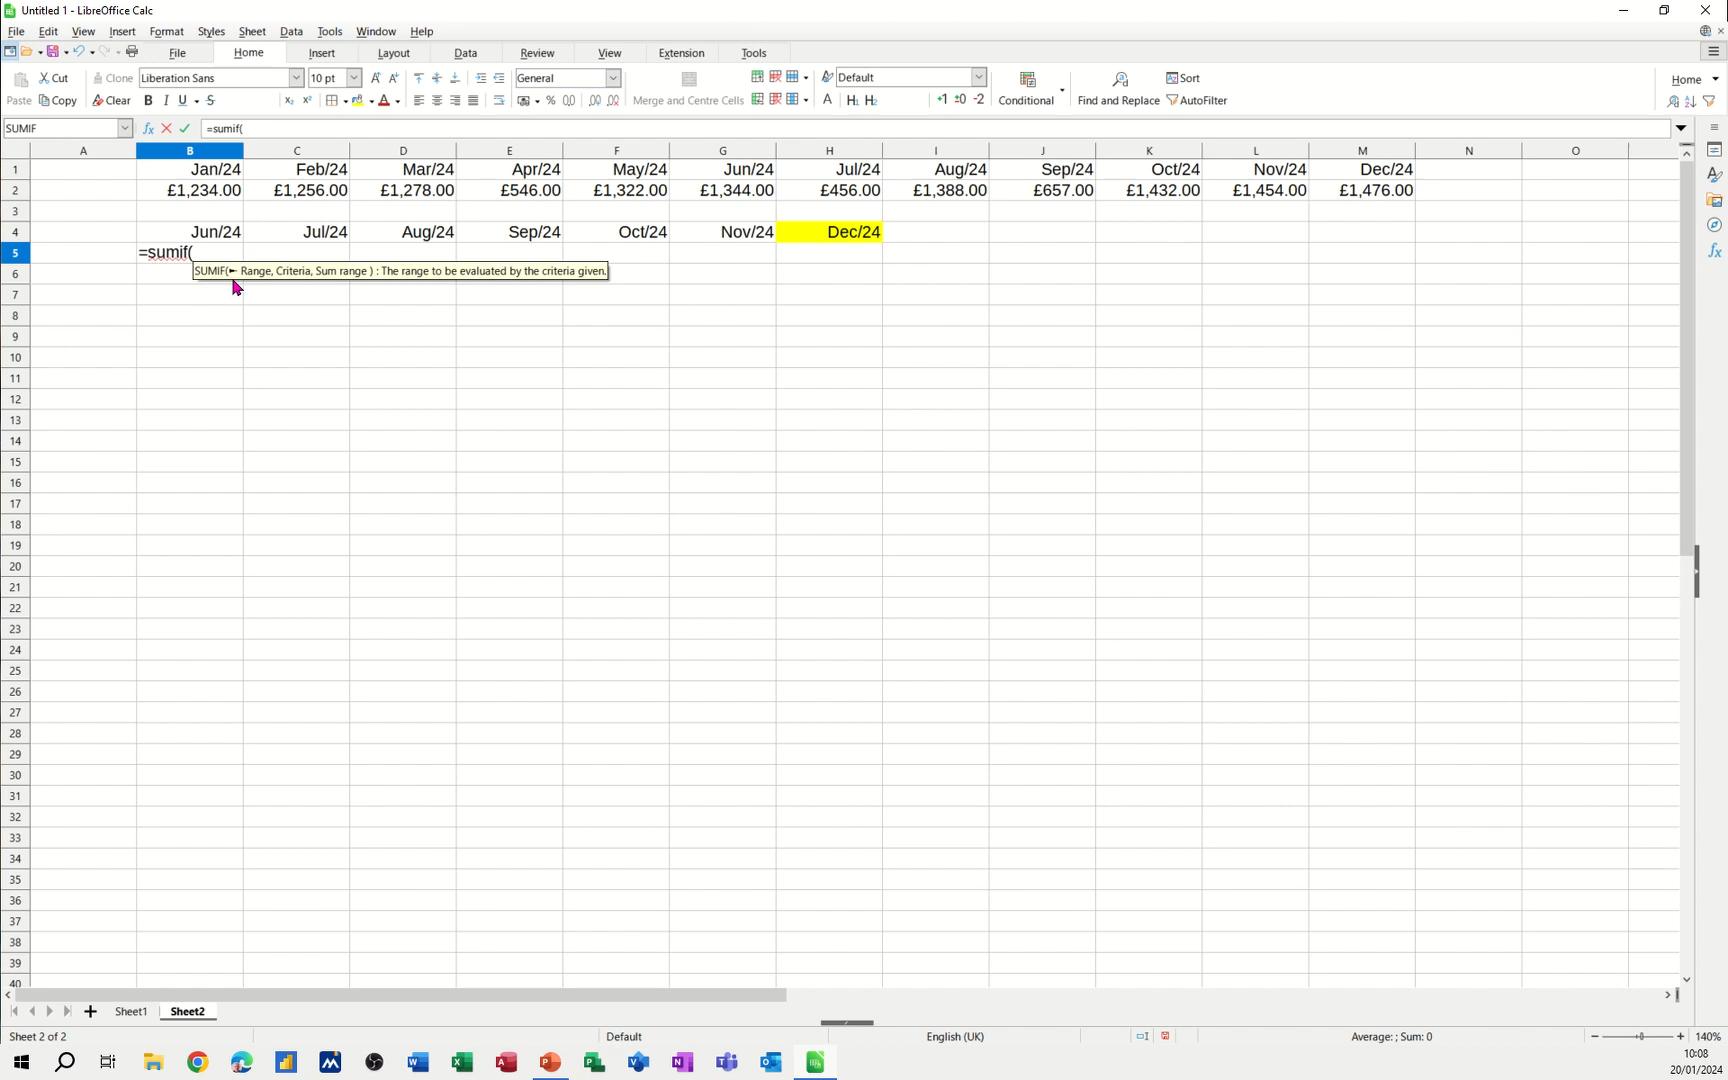 Untitled 1 - LibreOffice Calc
File Edit View Insert Format Styles Sheet Data Tools Window Help
File Home Insert Layout Data Review View Extension Tools
Cut Clone Liberation Sans 10 pt General Default Sort Home
Paste Copy Clear B I U S Merge and Centre Cells A H1 H2 +1 ±0 -2 Conditional Find and Replace AutoFilter
SUMIF fx =sumif(
A B C D E F G H I J K L M N O
1 Jan/24 Feb/24 Mar/24 Apr/24 May/24 Jun/24 Jul/24 Aug/24 Sep/24 Oct/24 Nov/24 Dec/24
2 £1,234.00 £1,256.00 £1,278.00 £546.00 £1,322.00 £1,344.00 £456.00 £1,388.00 £657.00 £1,432.00 £1,454.00 £1,476.00
3
4 Jun/24 Jul/24 Aug/24 Sep/24 Oct/24 Nov/24 Dec/24
5 =sumif(
6 SUMIF(► Range, Criteria, Sum range ) : The range to be evaluated by the criteria given.
7
8
9
10
11
12
13
14
15
16
17
18
19
20
21
22
23
24
25
26
27
28
29
30
31
32
33
34
35
36
37
38
39
40
Sheet1 Sheet2
Sheet 2 of 2 Default English (UK) Average: ; Sum: 0 140%
10:08
20/01/2024